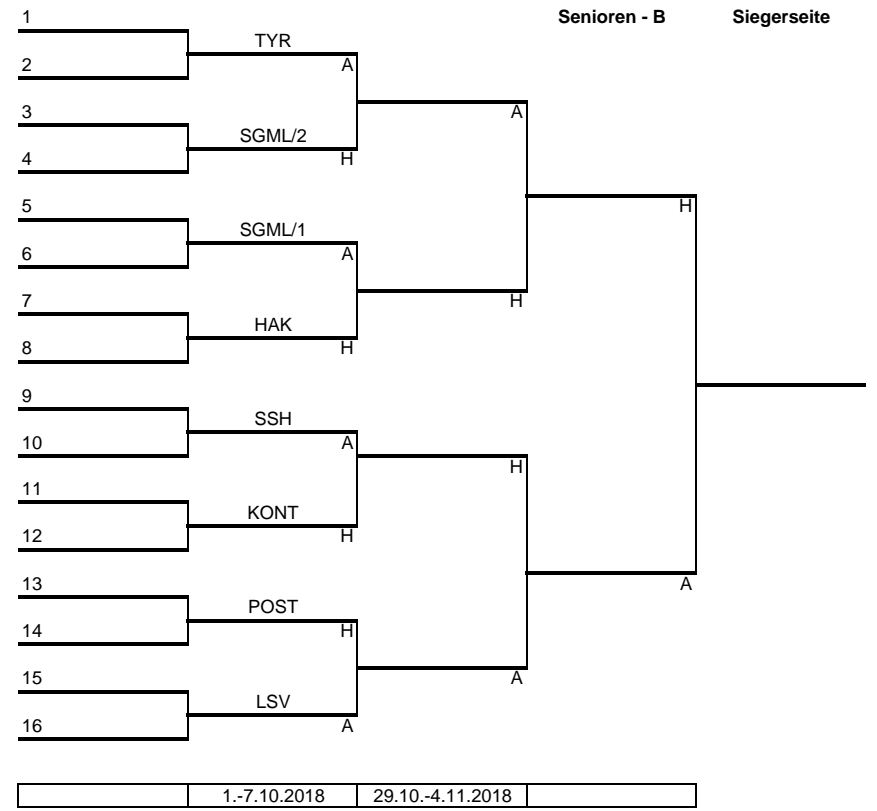 1 Senioren - B Siegerseite
TYR
2 A
3 A
SGML/2
4 H
5 H
SGML/1
6 A
7 H
HAK
8 H
9
SSH
10 A
H
11
KONT
12 H
13 A
POST
14 H
15 A
LSV
16 A
1.-7.10.2018 29.10.-4.11.2018